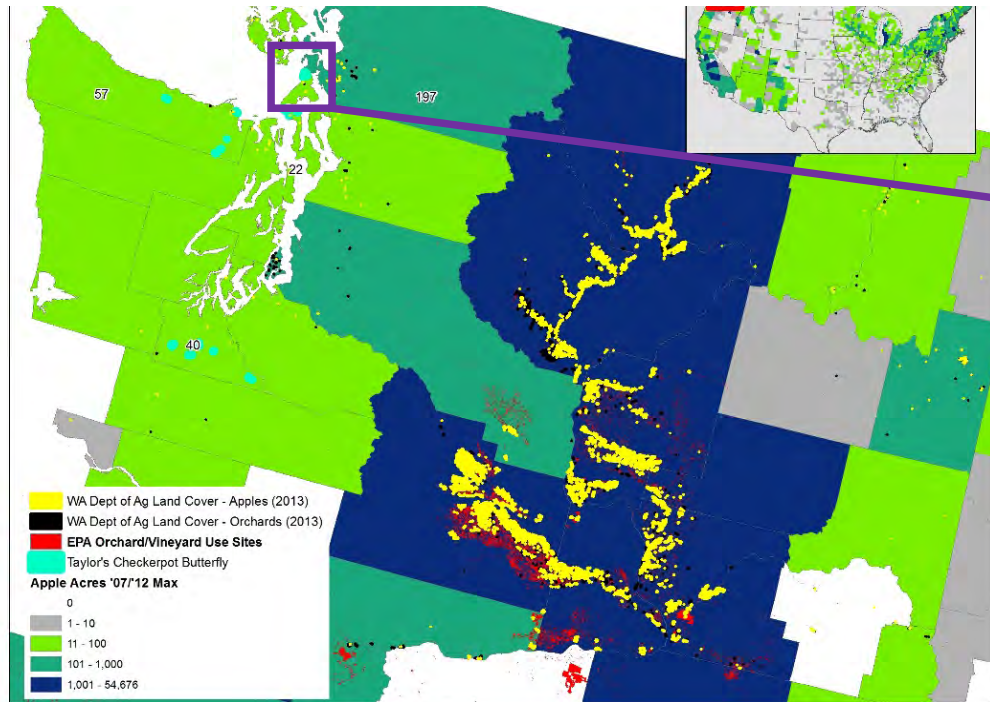 57
197
22
40
WA Dept of Ag Land Cover - Apples (2013)
WA Dept of Ag Land Cover - Orchards (2013)
EPA Orchard/Vineyard Use Sites
Taylor's Checkerpot Butterfly
Apple Acres '07/'12 Max
0
1 - 10
11 - 100
101 - 1,000
1,001 - 54,676